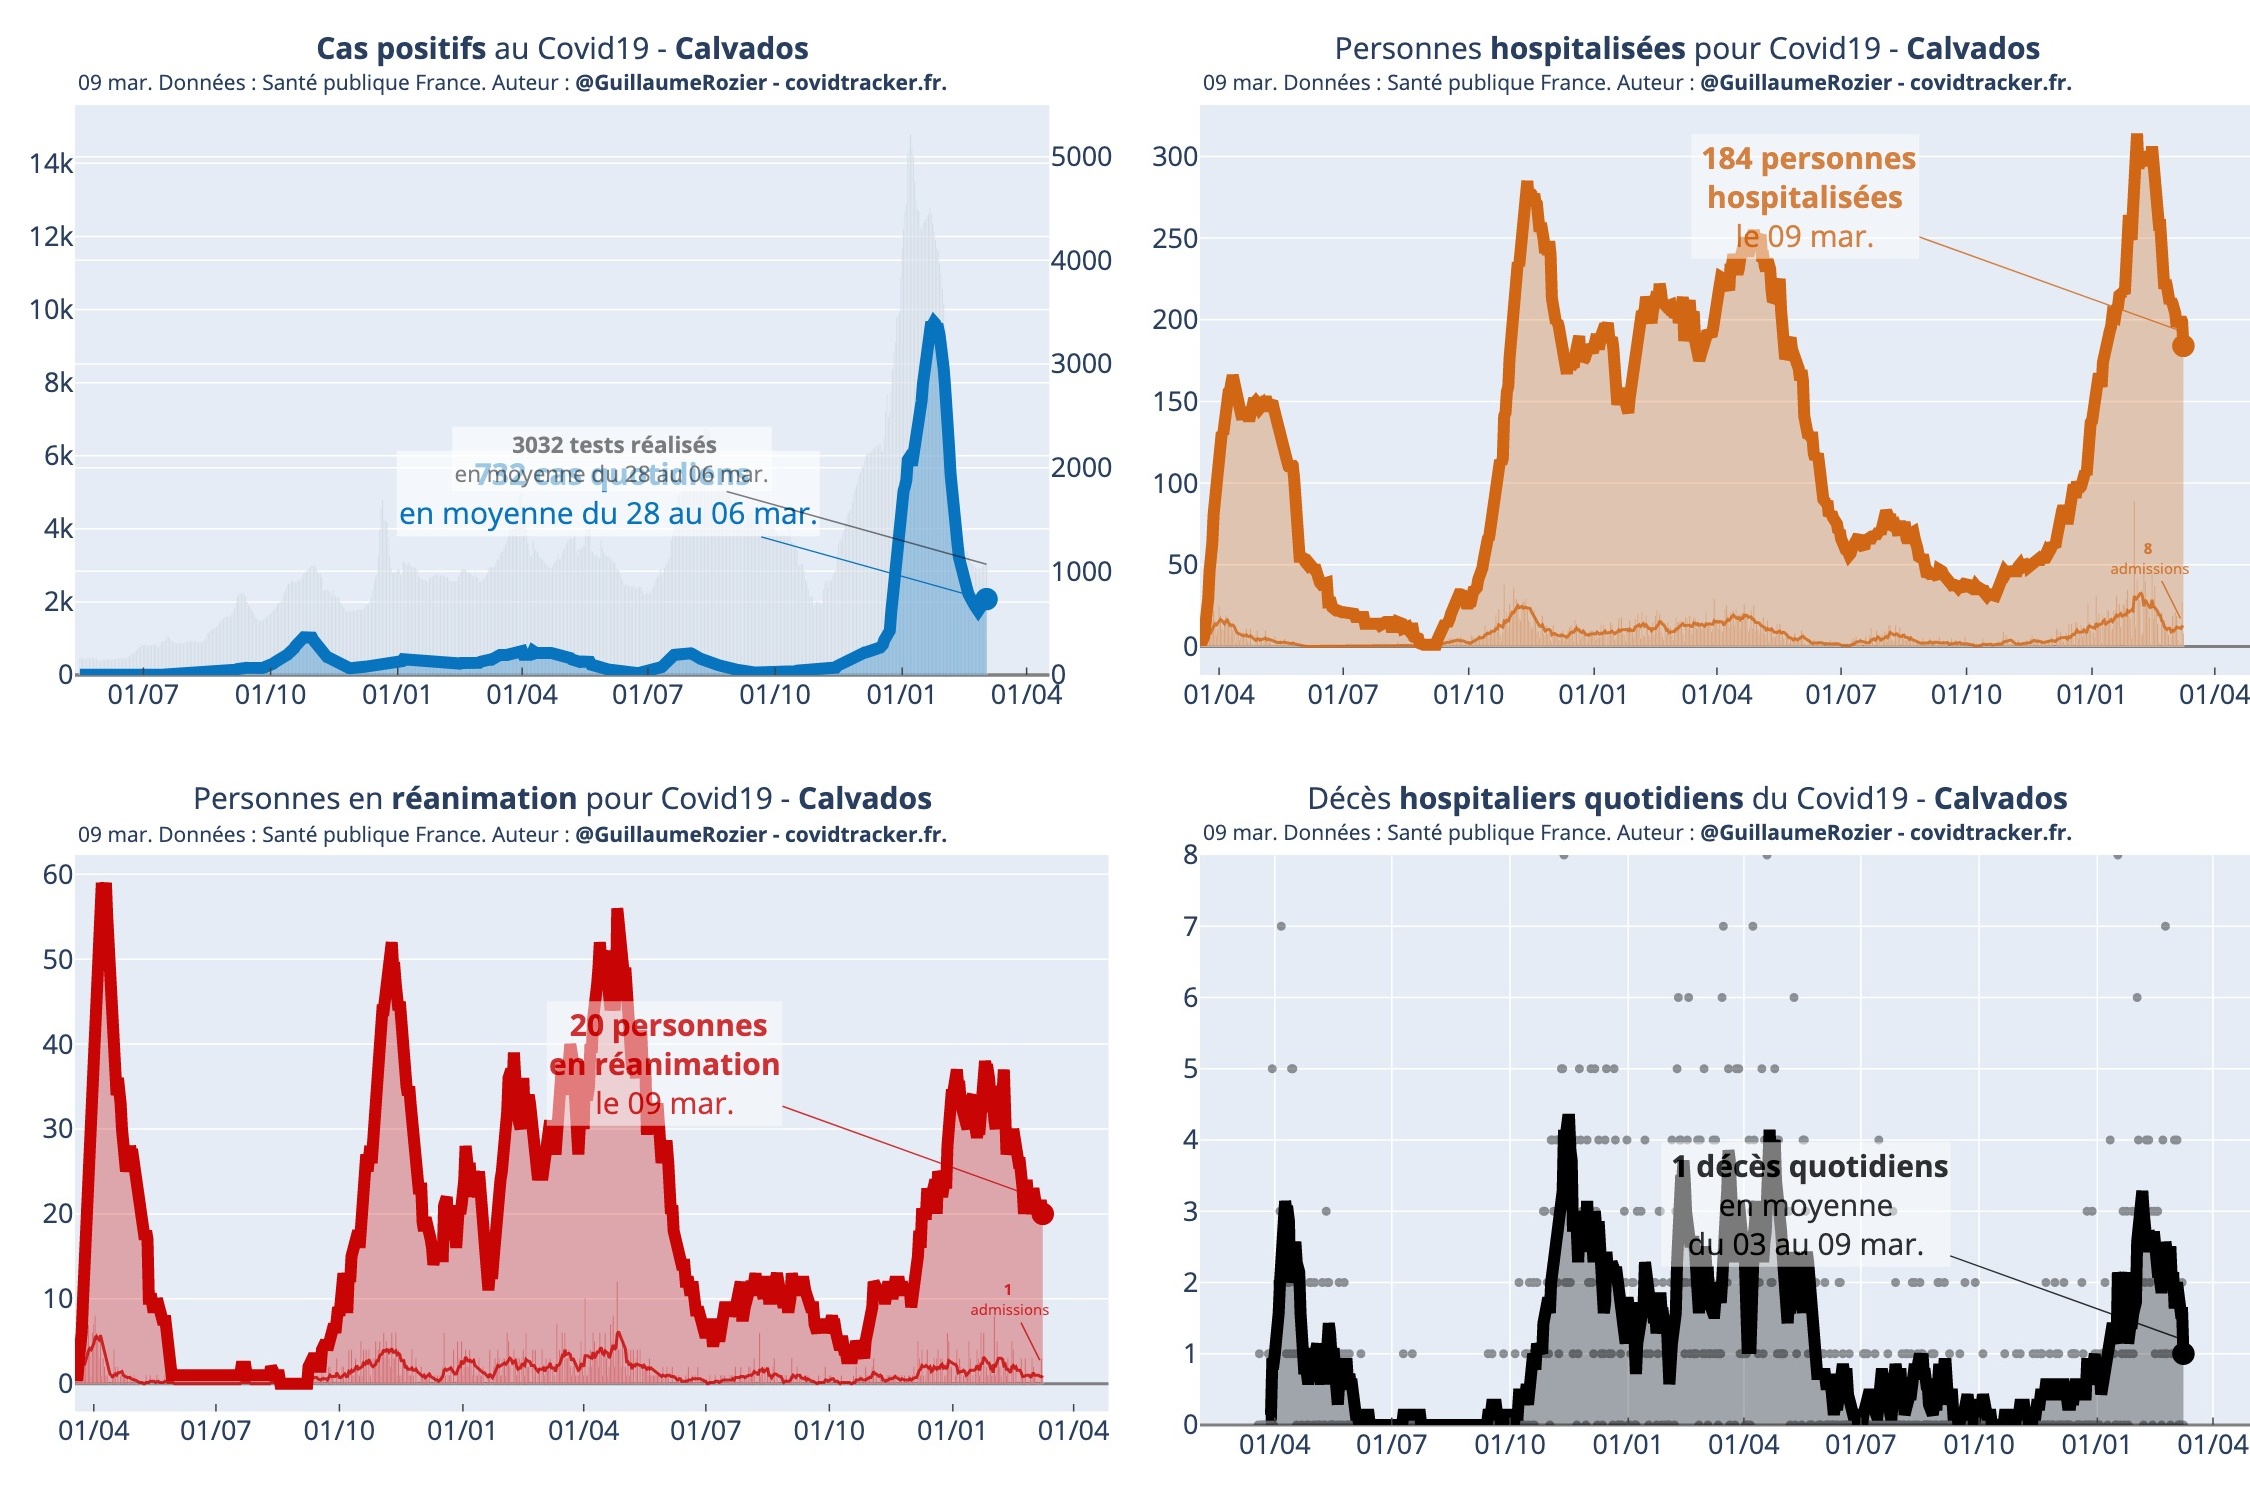 Cas positifs au Covid19 - Calvados
09 mar. Données : Santé publique France. Auteur : @GuillaumeRozier - covidtracker.fr.
14k
12k
10k
8k
6k
4k
2k
0
5000
4000
3000
2000
1000
0
3032 tests réalisés
en moyenne du 28 au 06 mar.
732 cas quotidiens
en moyenne du 28 au 06 mar.
01/07 01/10 01/01 01/04 01/07 01/10 01/01 01/04
Personnes hospitalisées pour Covid19 - Calvados
09 mar. Données : Santé publique France. Auteur : @GuillaumeRozier - covidtracker.fr.
300
250
200
150
100
50
0
184 personnes
hospitalisées
le 09 mar.
8
admissions
01/04 01/07 01/10 01/01 01/04 01/07 01/10 01/01 01/04
Personnes en réanimation pour Covid19 - Calvados
09 mar. Données : Santé publique France. Auteur : @GuillaumeRozier - covidtracker.fr.
60
50
40
30
20
10
0
20 personnes
en réanimation
le 09 mar.
1
admissions
01/04 01/07 01/10 01/01 01/04 01/07 01/10 01/01 01/04
Décès hospitaliers quotidiens du Covid19 - Calvados
09 mar. Données : Santé publique France. Auteur : @GuillaumeRozier - covidtracker.fr.
8
7
6
5
4
3
2
1
0
1 décès quotidiens
en moyenne
du 03 au 09 mar.
01/04 01/07 01/10 01/01 01/04 01/07 01/10 01/01 01/04